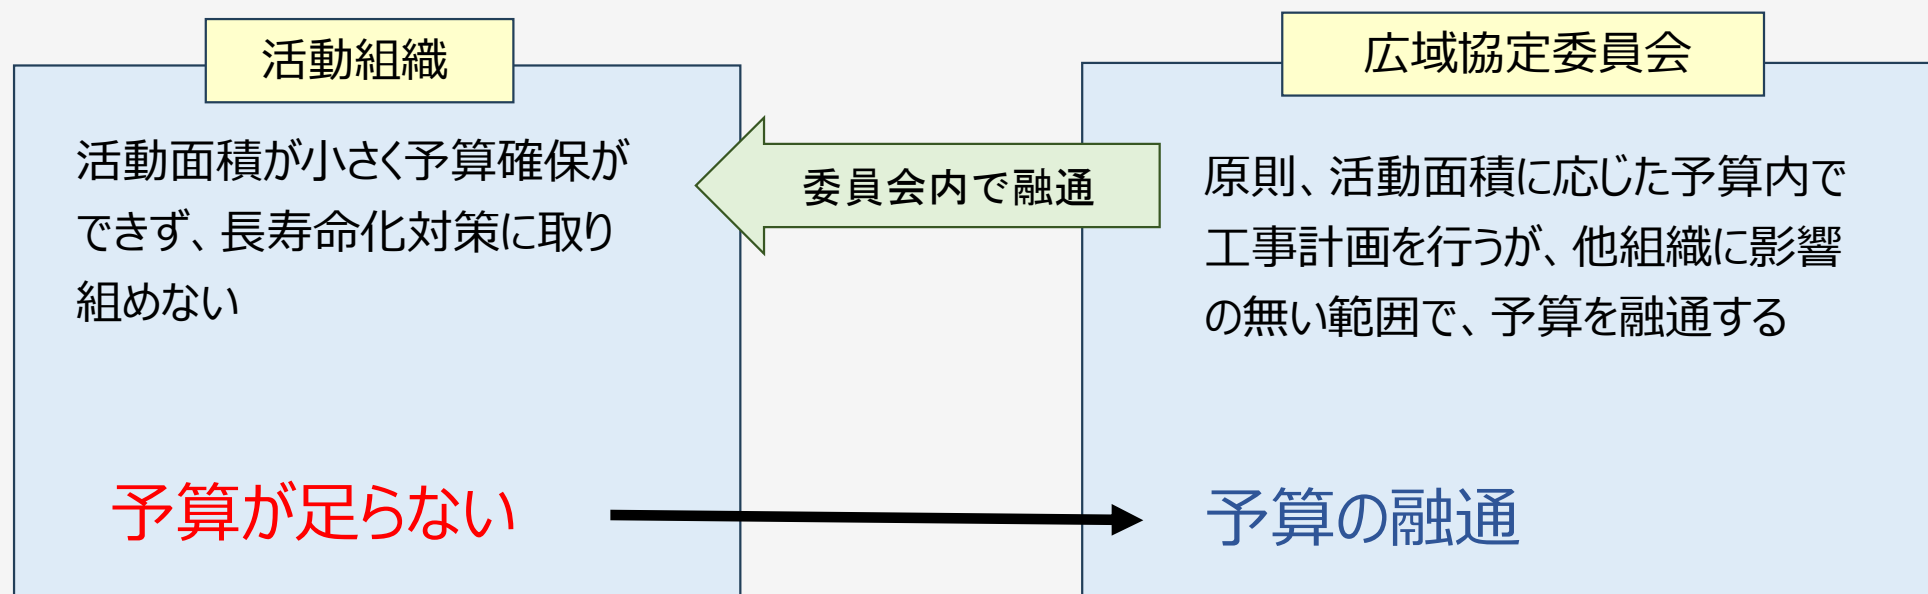 活動組織
活動面積が小さく予算確保が
できず、長寿命化対策に取り
組めない
予算が足らない
委員会内で融通
広域協定委員会
原則、活動面積に応じた予算内で
工事計画を行うが、他組織に影響
の無い範囲で、予算を融通する
予算の融通